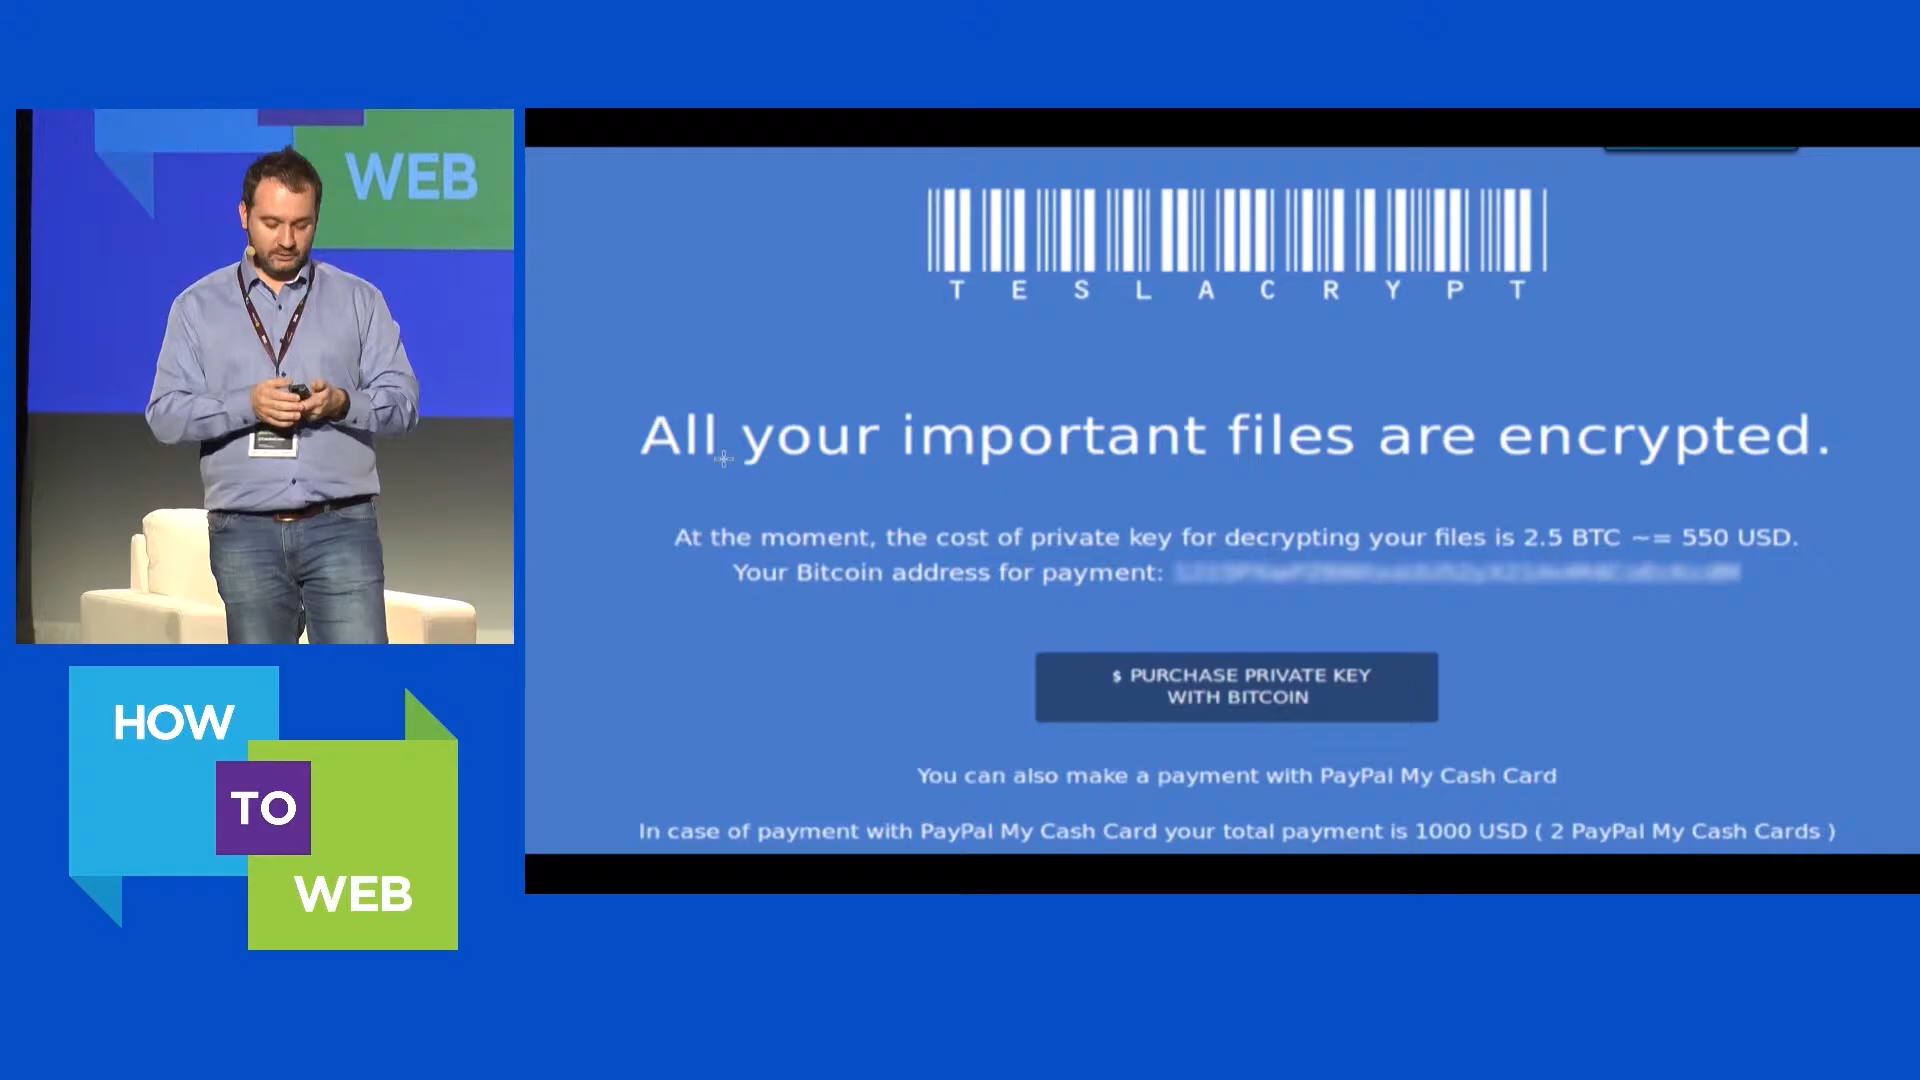 WEB
HOW
TO
WEB
TESLACRYPT
All your important files are encrypted.
At the moment, the cost of private key for decrypting your files is 2.5 BTC ~= 550 USD.
Your Bitcoin address for payment:
$ PURCHASE PRIVATE KEY
WITH BITCOIN
You can also make a payment with PayPal My Cash Card
In case of payment with PayPal My Cash Card your total payment is 1000 USD ( 2 PayPal My Cash Cards )